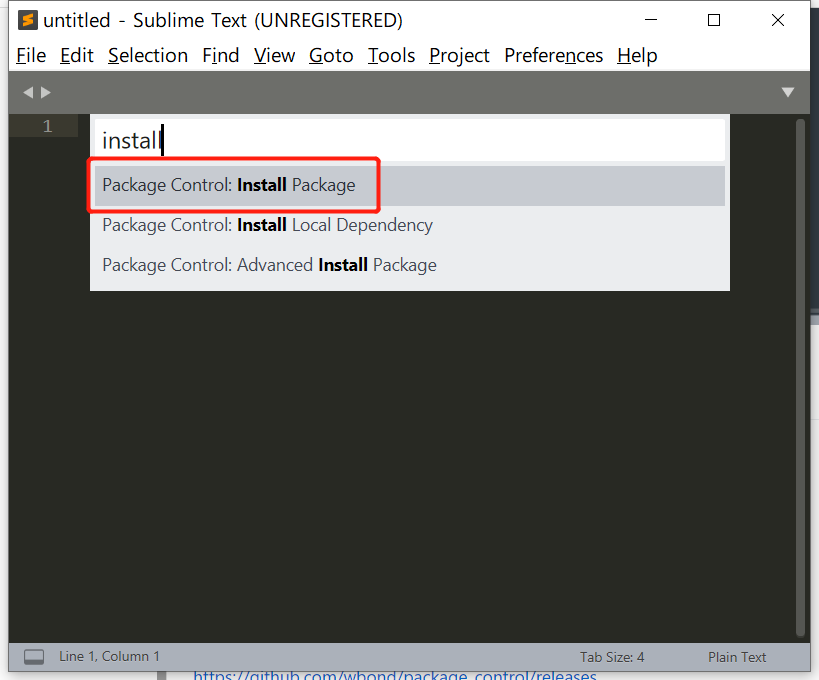 untitled - Sublime Text (UNREGISTERED)
File Edit Selection Find View Goto Tools Project Preferences Help
1
install
Package Control: Install Package
Package Control: Install Local Dependency
Package Control: Advanced Install Package
Line 1, Column 1 Tab Size: 4 Plain Text
https://github.com/wbond/package_control/releases